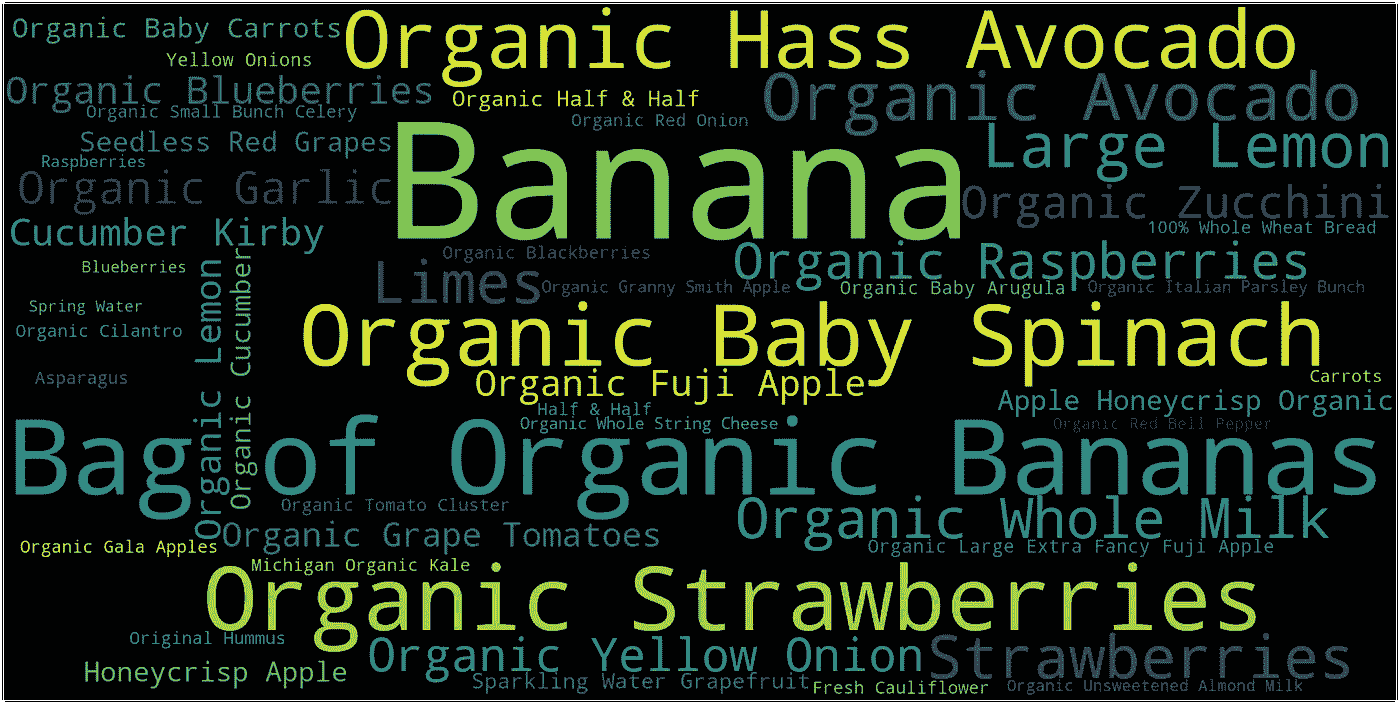 Organic Baby Carrots
Organic Hass Avocado
Yellow Onions
Organic Blueberries
Organic Half & Half
Organic Avocado
Organic Small Bunch Celery
Organic Red Onion
Banana
Seedless Red Grapes
Large Lemon
Raspberries
Organic Garlic
Organic Zucchini
Cucumber Kirby
100% Whole Wheat Bread
Organic Blackberries
Organic Raspberries
Blueberries
Limes
Organic Granny Smith Apple
Organic Baby Arugula
Organic Italian Parsley Bunch
Spring Water
Organic Lemon
Organic Cucumber
Organic Baby Spinach
Organic Cilantro
Asparagus
Organic Fuji Apple
Carrots
Apple Honeycrisp Organic
Half & Half
Organic Whole String Cheese
Organic Red Bell Pepper
Bag of Organic Bananas
Organic Tomato Cluster
Organic Whole Milk
Organic Grape Tomatoes
Organic Gala Apples
Organic Large Extra Fancy Fuji Apple
Michigan Organic Kale
Organic Strawberries
Original Hummus
Organic Yellow Onion
Strawberries
Honeycrisp Apple
Sparkling Water Grapefruit
Fresh Cauliflower
Organic Unsweetened Almond Milk